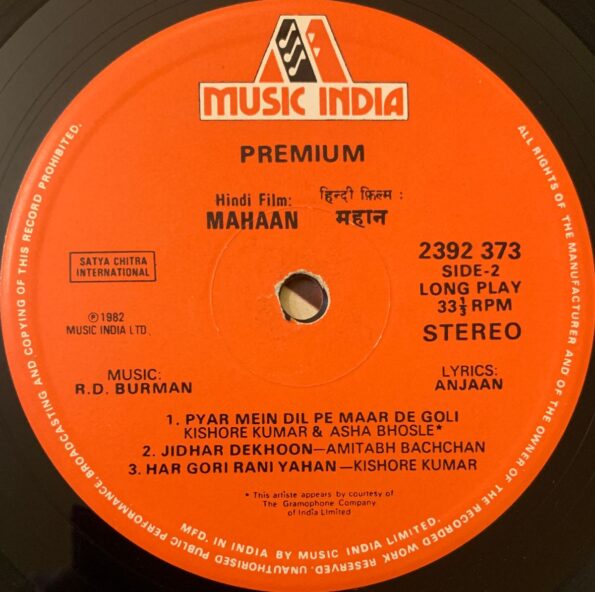 MUSIC INDIA
PREMIUM
Hindi Film: हिन्दी फ़िल्म :
MAHAAN महान
SATYA CHITRA
INTERNATIONAL
2392 373
SIDE-2
LONG PLAY
33⅓ RPM
STEREO
℗1982
MUSIC INDIA LTD.
MUSIC:
R.D. BURMAN
LYRICS:
ANJAAN
1. PYAR MEIN DIL PE MAAR DE GOLI
KISHORE KUMAR & ASHA BHOSLE*
2. JIDHAR DEKHOON—AMITABH BACHCHAN
3. HAR GORI RANI YAHAN—KISHORE KUMAR
* This artiste appears by courtesy of
The Gramophone Company
of India Limited
MFD. IN INDIA BY MUSIC INDIA LIMITED.
ALL RIGHTS OF THE MANUFACTURER AND OF THE OWNER OF THE RECORDED WORK RESERVED. UNAUTHORISED PUBLIC PERFORMANCE. BROADCASTING AND COPYING OF THIS RECORD PROHIBITED.